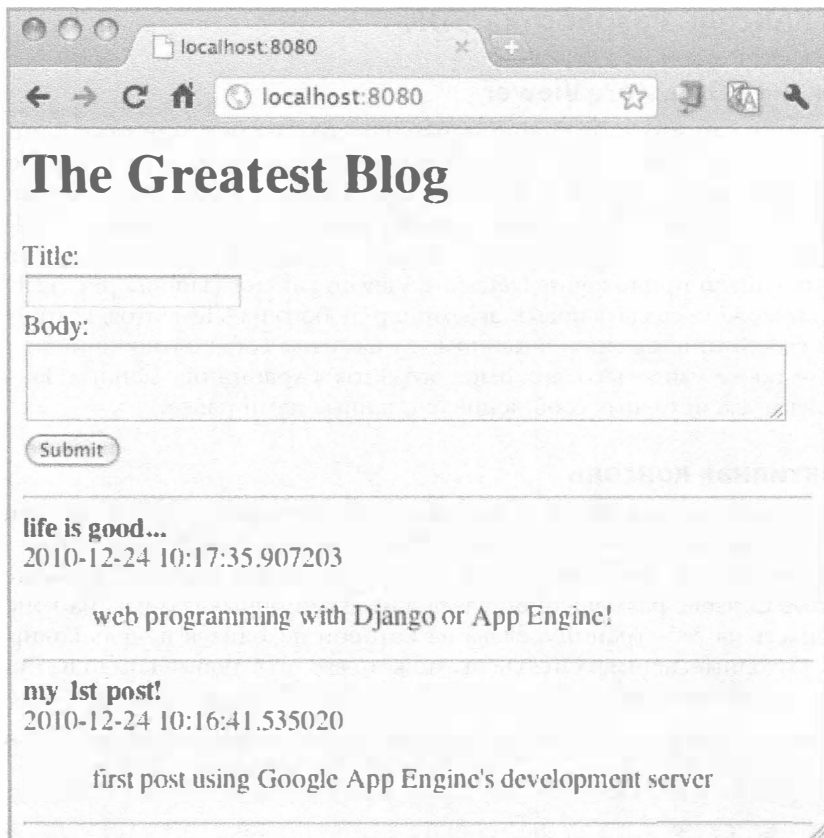 localhost:8080
localhost:8080
The Greatest Blog
Title:
Body:
Submit
life is good...
2010-12-24 10:17:35.907203
web programming with Django or App Engine!
my 1st post!
2010-12-24 10:16:41.535020
first post using Google App Engine's development server